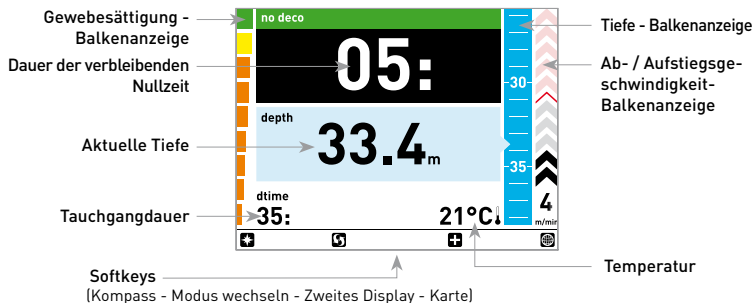 Gewebesättigung -
Balkenanzeige
Dauer der verbleibenden
Nullzeit
Aktuelle Tiefe
Tauchgangdauer
no deco
05:
depth
33.4m
dtime
35:
21°C
30
35
4
m/min
Tiefe - Balkenanzeige
Ab- / Aufstiegsge-
schwindigkeit-
Balkenanzeige
Temperatur
Softkeys
(Kompass - Modus wechseln - Zweites Display - Karte)